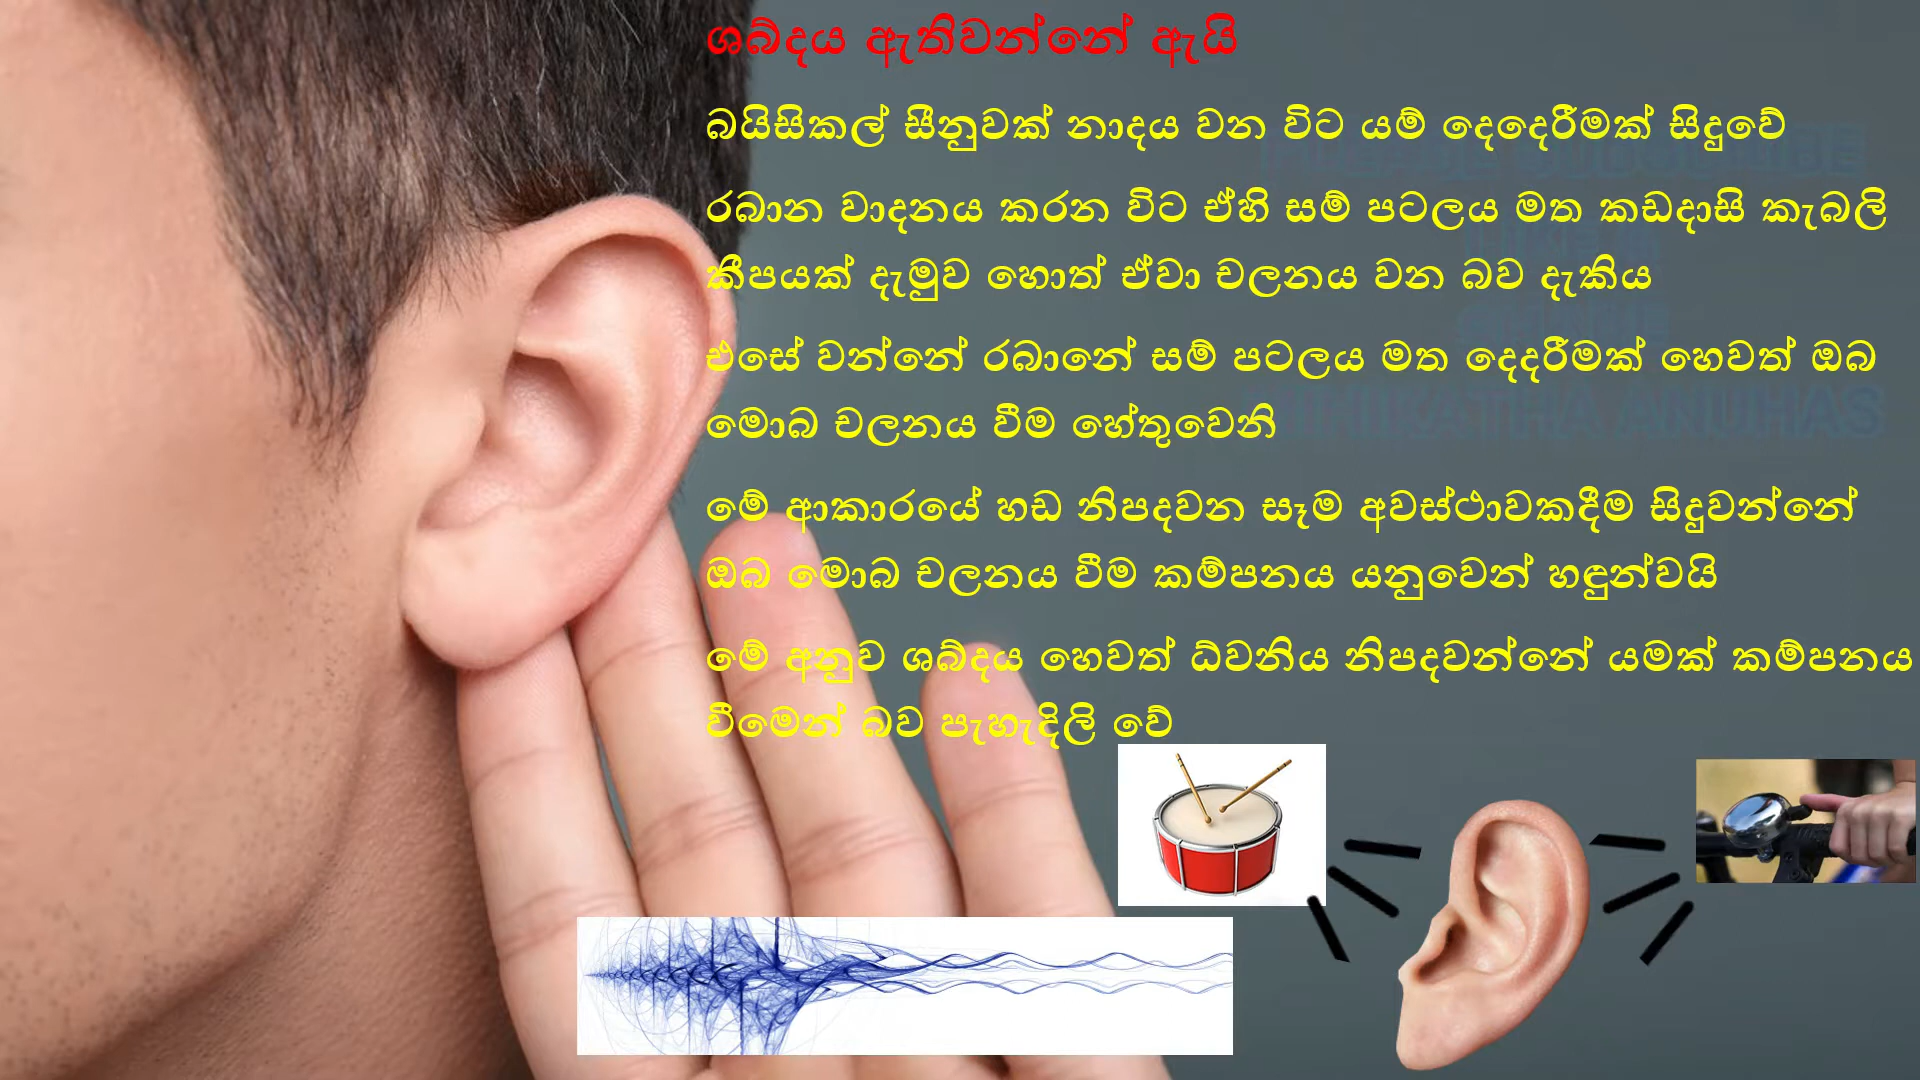 ශබ්දය ඇතිවන්නේ ඇයි
බයිසිකල් සීනුවක් නාදය වන විට යම් දෙදෙරීමක් සිදුවේ
රබාන වාදනය කරන විට ඒහි සම් පටලය මත කඩදාසි කැබලි
කීපයක් දැමුව හොත් ඒවා චලනය වන බව දැකිය
එසේ වන්නේ රබානේ සම් පටලය මත දෙදරීමක් හෙවත් ඔබ
මොබ චලනය වීම හේතුවෙනි
මේ ආකාරයේ හඩ නිපදවන සෑම අවස්ථාවකදීම සිදුවන්නේ
ඔබ මොබ චලනය වීම කම්පනය යනුවෙන් හඳුන්වයි
මේ අනුව ශබ්දය හෙවත් ධ්වනිය නිපදවන්නේ යමක් කම්පනය
වීමෙන් බව පැහැදිලි වේ